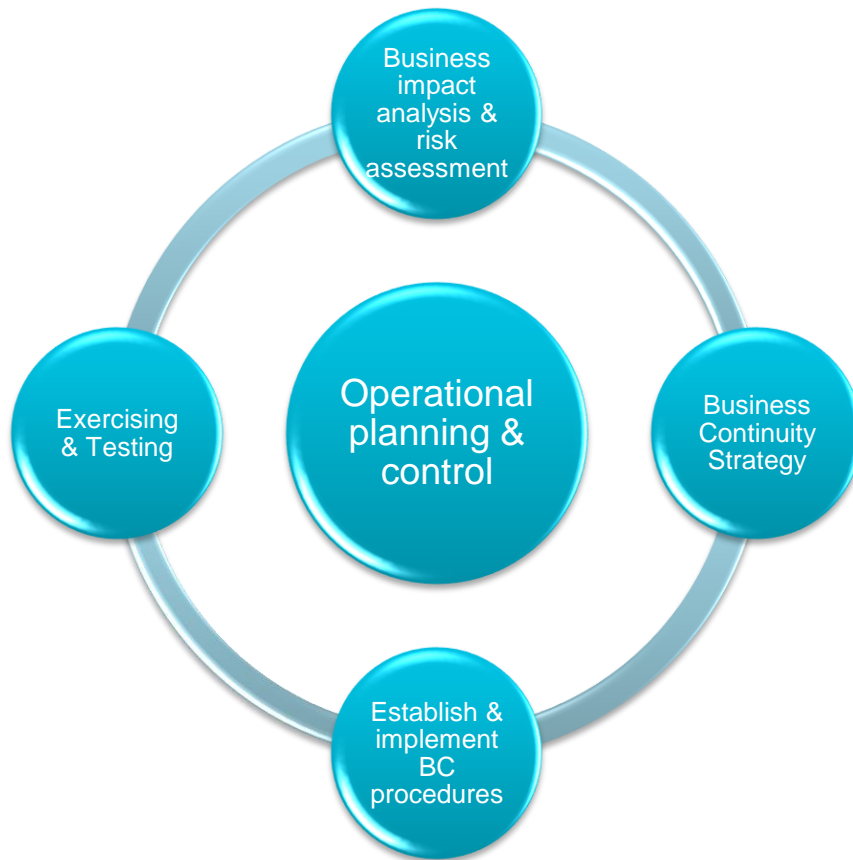 Business
impact
analysis &
risk
assessment
Operational
planning &
control
Business
Continuity
Strategy
Establish &
implement
BC
procedures
Exercising
& Testing